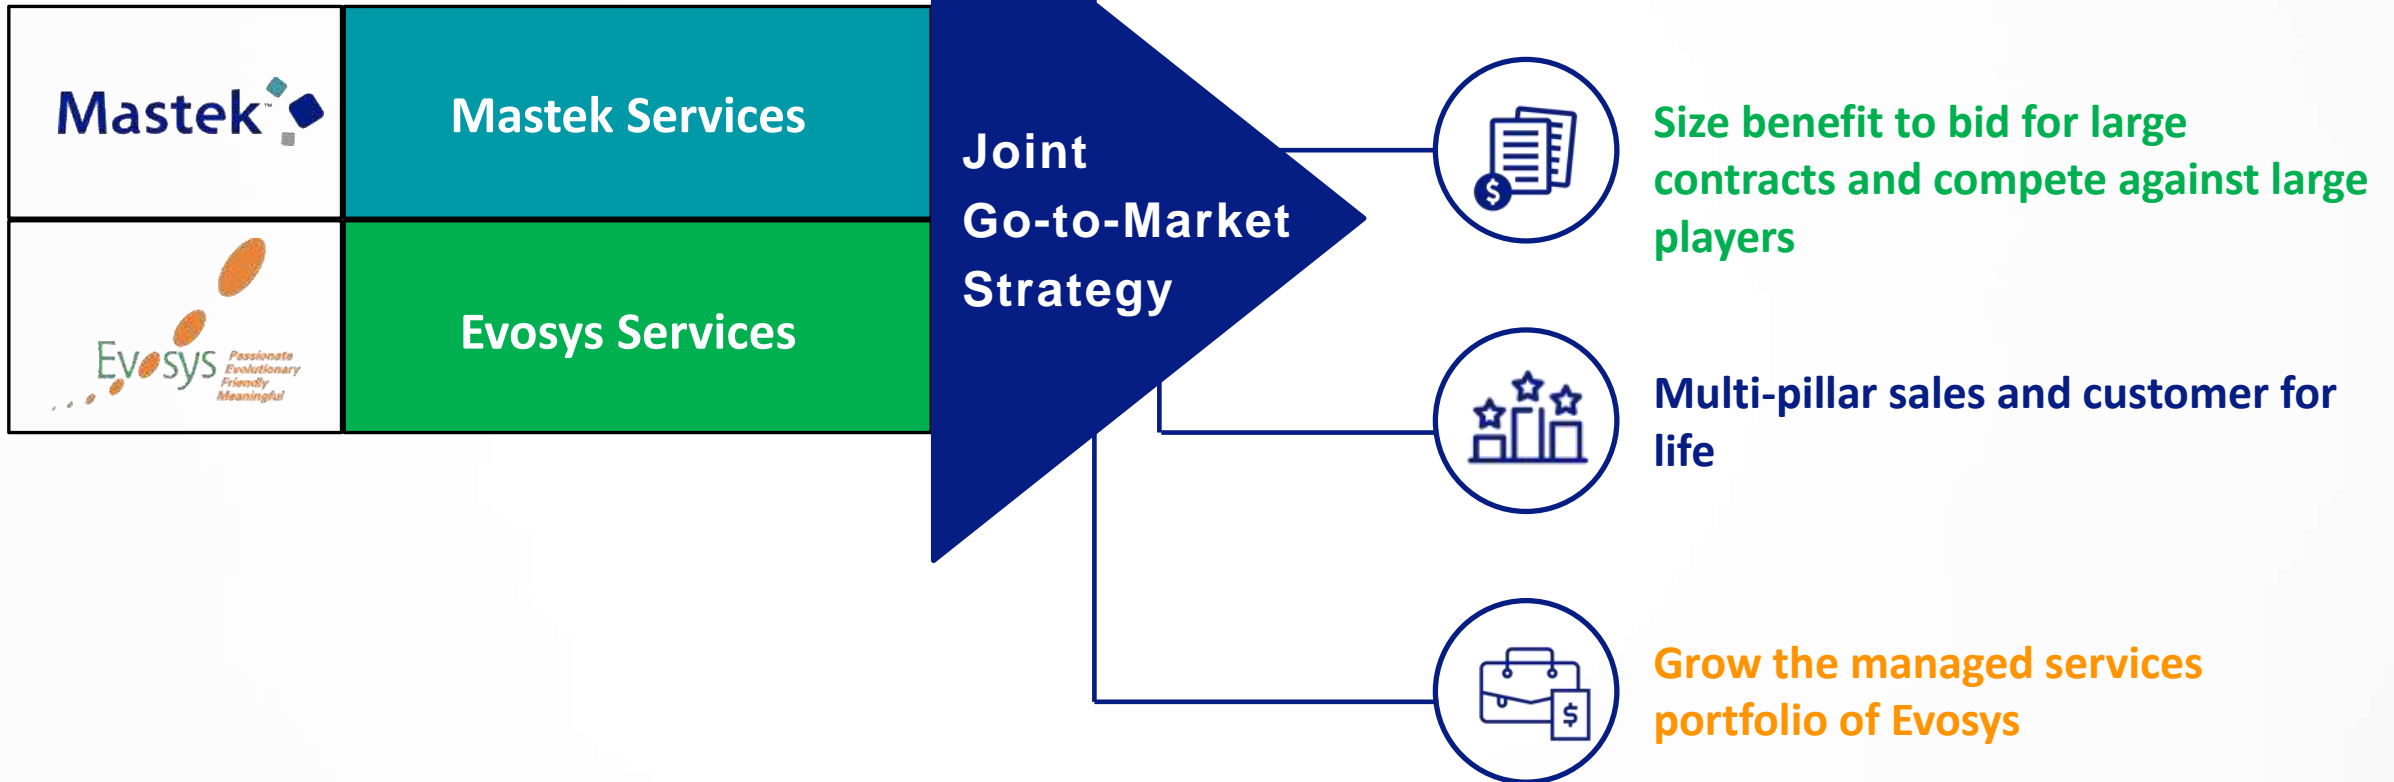 Mastek™
Mastek Services
Evosys
Passionate
Evolutionary
Friendly
Meaningful
Evosys Services
Joint
Go-to-Market
Strategy
$
Size benefit to bid for large
contracts and compete against large
players
Multi-pillar sales and customer for
life
$
Grow the managed services
portfolio of Evosys